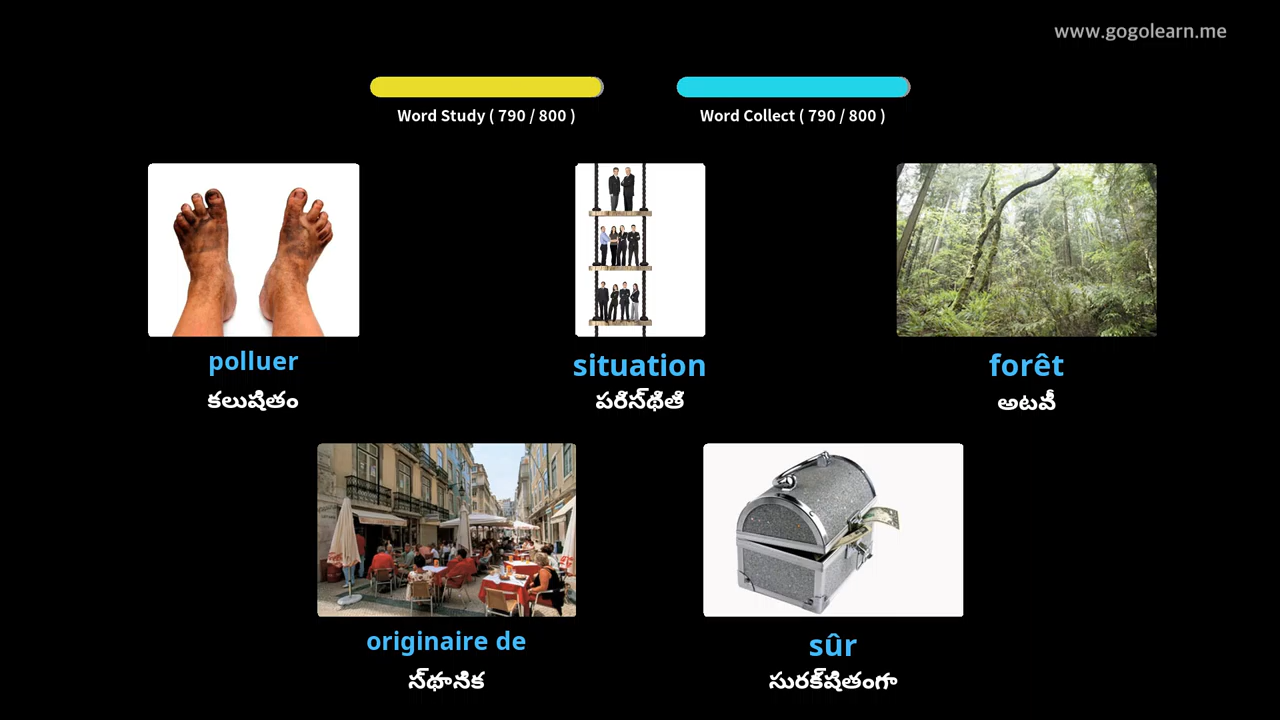 www.gogolearn.me
Word Study ( 790 / 800 )
Word Collect ( 790 / 800 )
polluer
కలుషితం
situation
పరిస్థితి
forêt
అటవీ
originaire de
స్థానిక
sûr
సురక్షితంగా